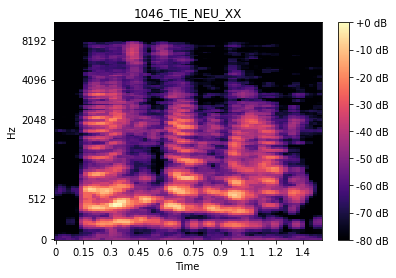 1046_TIE_NEU_XX
+0 dB
8192
-10 dB
4096
-20 dB
-30 dB
2048
Hz
-40 dB
1024
-50 dB
512
-60 dB
-70 dB
0
-80 dB
0 0.15 0.3 0.45 0.6 0.75 0.9 1.1 1.2 1.4
Time